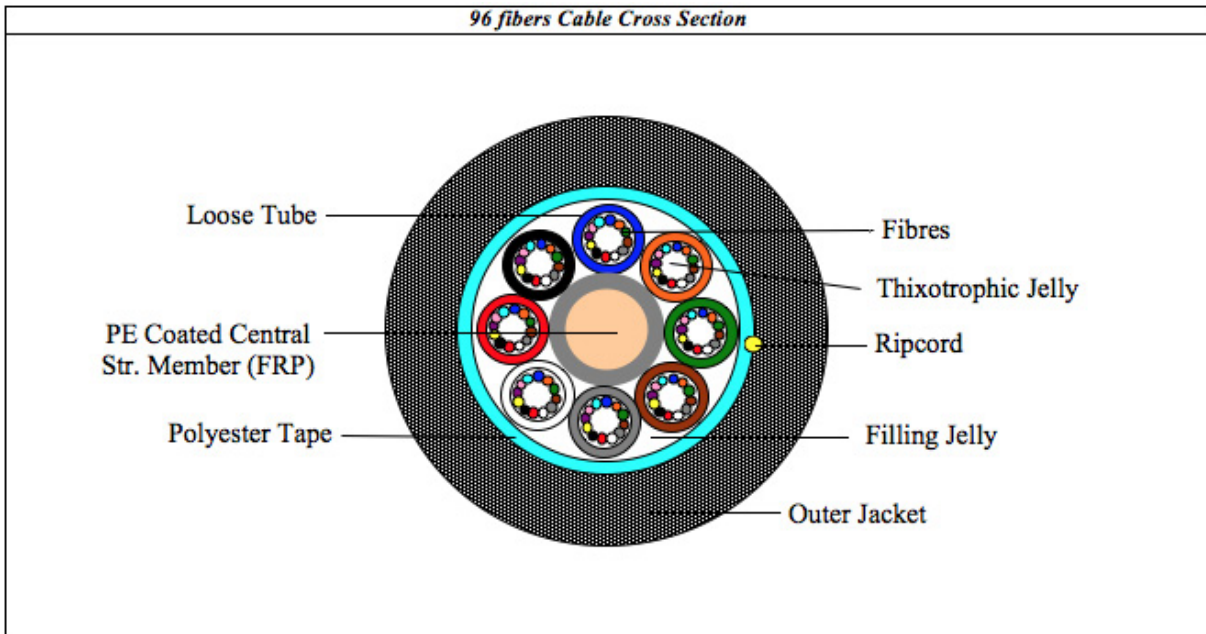 96 fibers Cable Cross Section
Loose Tube
Fibres
Thixotrophic Jelly
PE Coated Central
Str. Member (FRP)
Ripcord
Polyester Tape
Filling Jelly
Outer Jacket